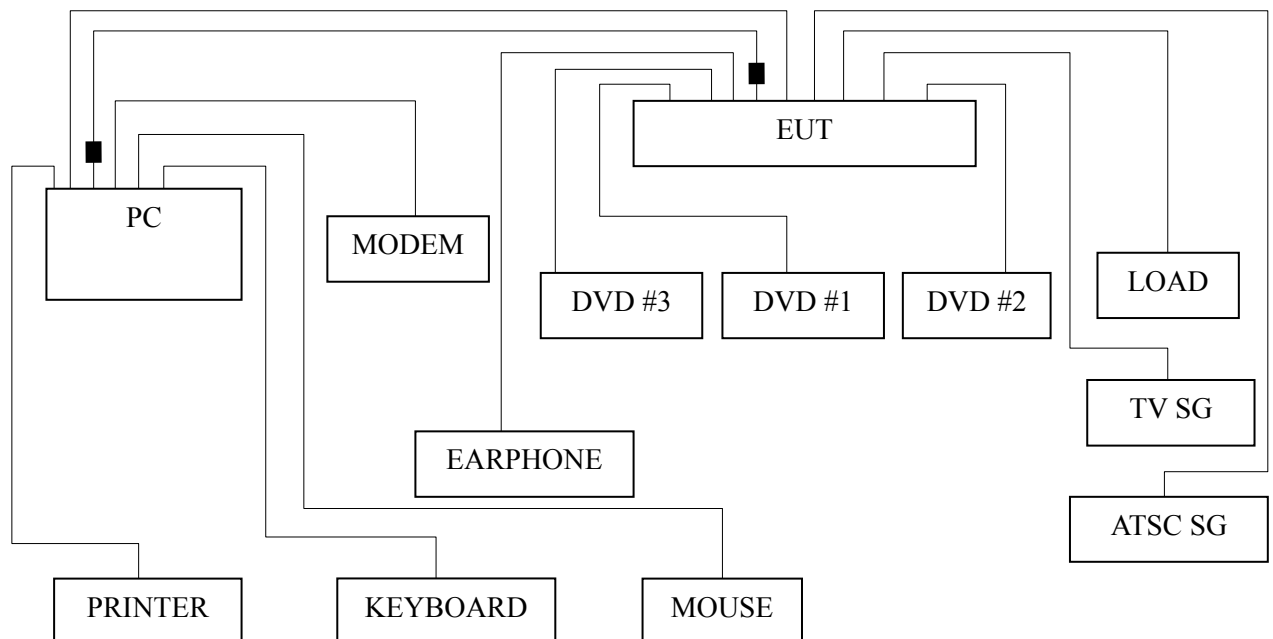 EUT
PC
MODEM
DVD #3
DVD #1
DVD #2
LOAD
TV SG
EARPHONE
ATSC SG
PRINTER
KEYBOARD
MOUSE